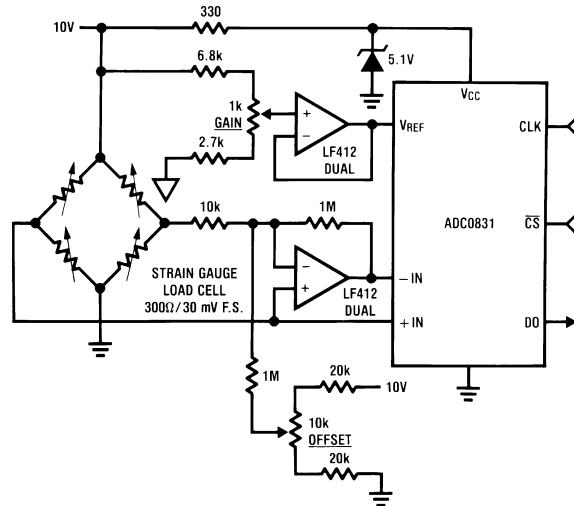 10V
330
5.1V
6.8k
1k
GAIN
2.7k
+
−
LF412
DUAL
VCC
VREF
CLK
ADC0831
CS
10k
1M
−
+
LF412
DUAL
− IN
+ IN
DO
STRAIN GAUGE
LOAD CELL
300Ω/30 mV F.S.
1M
20k
10V
10k
OFFSET
20k